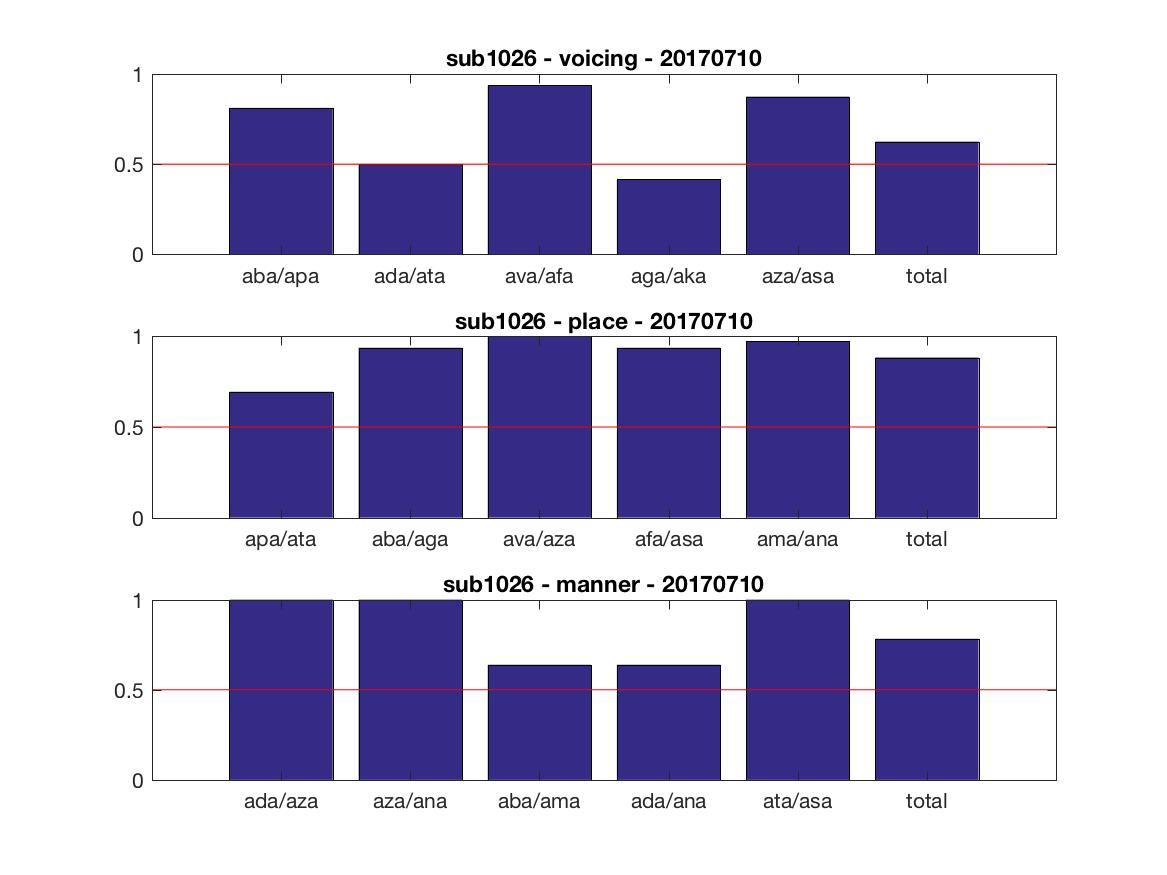 sub1026 - voicing - 20170710
1
0.5
0
aba/apa ada/ata ava/afa aga/aka aza/asa total
sub1026 - place - 20170710
1
0.5
0
apa/ata aba/aga ava/aza afa/asa ama/ana total
sub1026 - manner - 20170710
1
0.5
0
ada/aza aza/ana aba/ama ada/ana ata/asa total